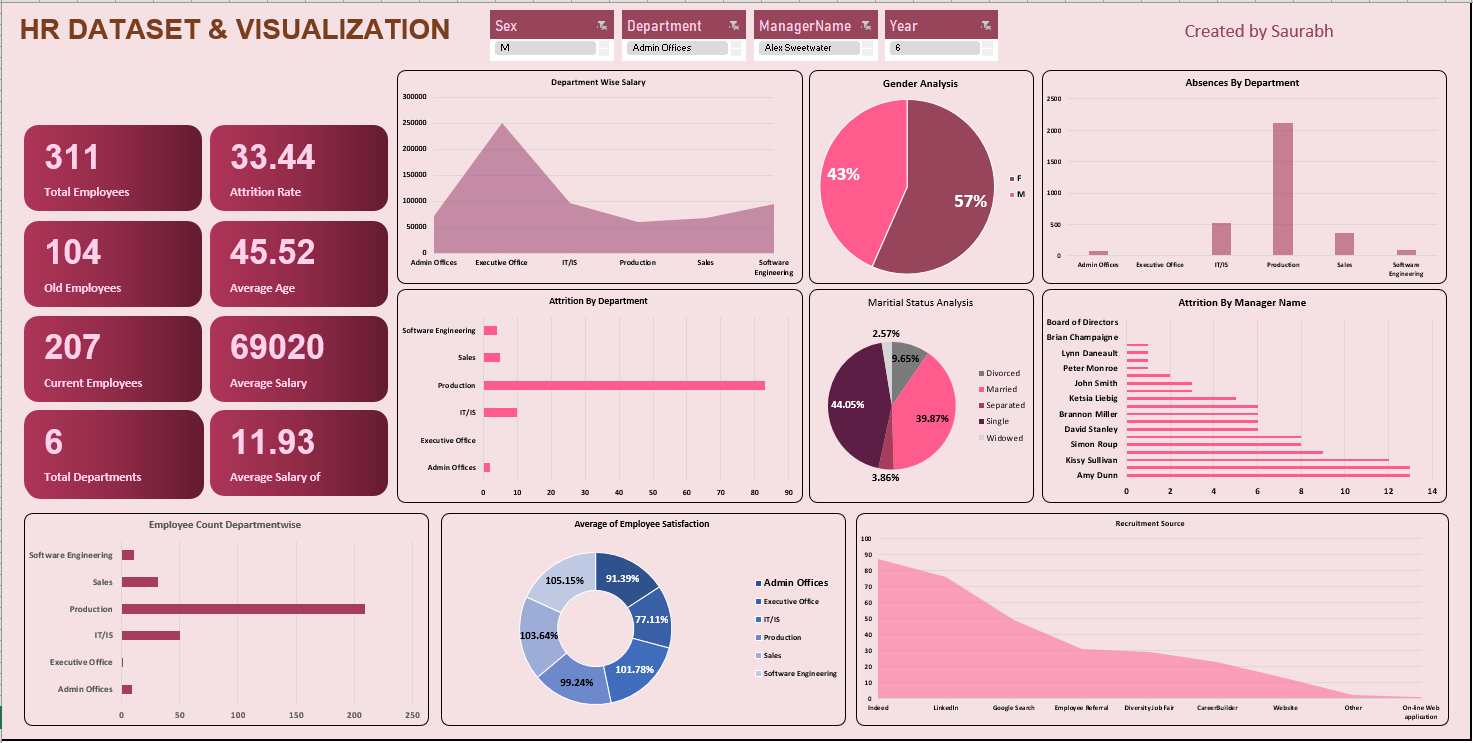 HR DATASET & VISUALIZATION
Sex
M
Department
Admin Offices
ManagerName
Alex Sweetwater
Year
6
Created by Saurabh
311
Total Employees
33.44
Attrition Rate
104
Old Employees
45.52
Average Age
207
Current Employees
69020
Average Salary
6
Total Departments
11.93
Average Salary of
Department Wise Salary
300000
250000
200000
150000
100000
50000
0
Admin Offices
Executive Office
IT/IS
Production
Sales
Software
Engineering
Gender Analysis
43%
57%
F
M
Absences By Department
2500
2000
1500
1000
500
0
Admin Offices
Executive Office
IT/IS
Production
Sales
Software
Engineering
Attrition By Department
Software Engineering
Sales
Production
IT/IS
Executive Office
Admin Offices
0 10 20 30 40 50 60 70 80 90
Maritial Status Analysis
2.57%
9.65%
44.05%
39.87%
3.86%
Divorced
Married
Separated
Single
Widowed
Attrition By Manager Name
Board of Directors
Brian Champaigne
Lynn Daneault
Peter Monroe
John Smith
Ketsia Liebig
Brannon Miller
David Stanley
Simon Roup
Kissy Sullivan
Amy Dunn
0 2 4 6 8 10 12 14
Employee Count Departmentwise
Software Engineering
Sales
Production
IT/IS
Executive Office
Admin Offices
0 50 100 150 200 250
Average of Employee Satisfaction
105.15%
91.39%
77.11%
103.64%
101.78%
99.24%
Admin Offices
Executive Office
IT/IS
Production
Sales
Software Engineering
Recruitment Source
100
90
80
70
60
50
40
30
20
10
0
Indeed
LinkedIn
Google Search
Employee Referral
Diversity Job Fair
CareerBuilder
Website
Other
On-line Web
application